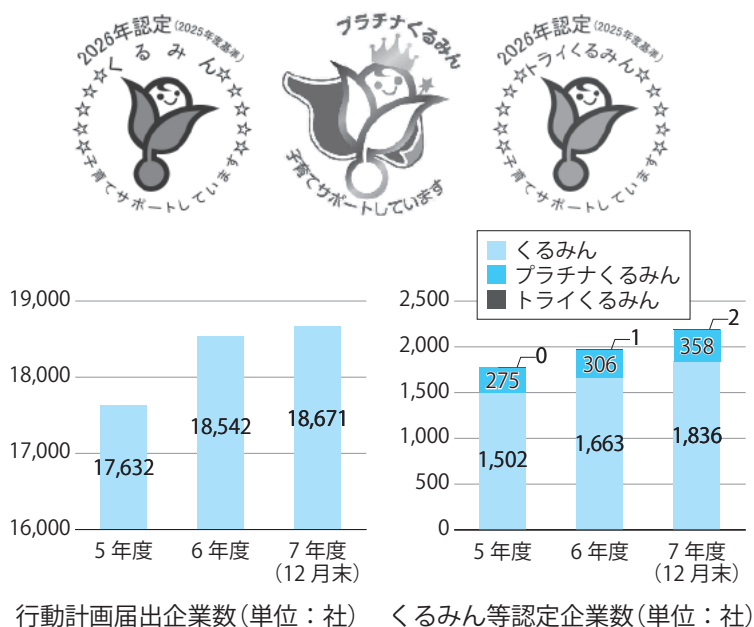 2026年認定(2025年度基準)
☆☆☆☆くるみん☆☆☆☆
☆☆子育てサポートしています☆☆
プラチナくるみん
子育てサポートしています
2026年認定(2025年度基準)
☆☆☆☆トライくるみん☆☆☆☆
☆☆子育てサポートしています☆☆
19,000
18,000
17,000
16,000
17,632
18,542
18,671
5年度
6年度
7年度
(12月末)
行動計画届出企業数(単位:社)
くるみん
プラチナくるみん
トライくるみん
2,500
2,000
1,500
1,000
500
0
0
275
1,502
1
306
1,663
2
358
1,836
5年度
6年度
7年度
(12月末)
くるみん等認定企業数(単位:社)